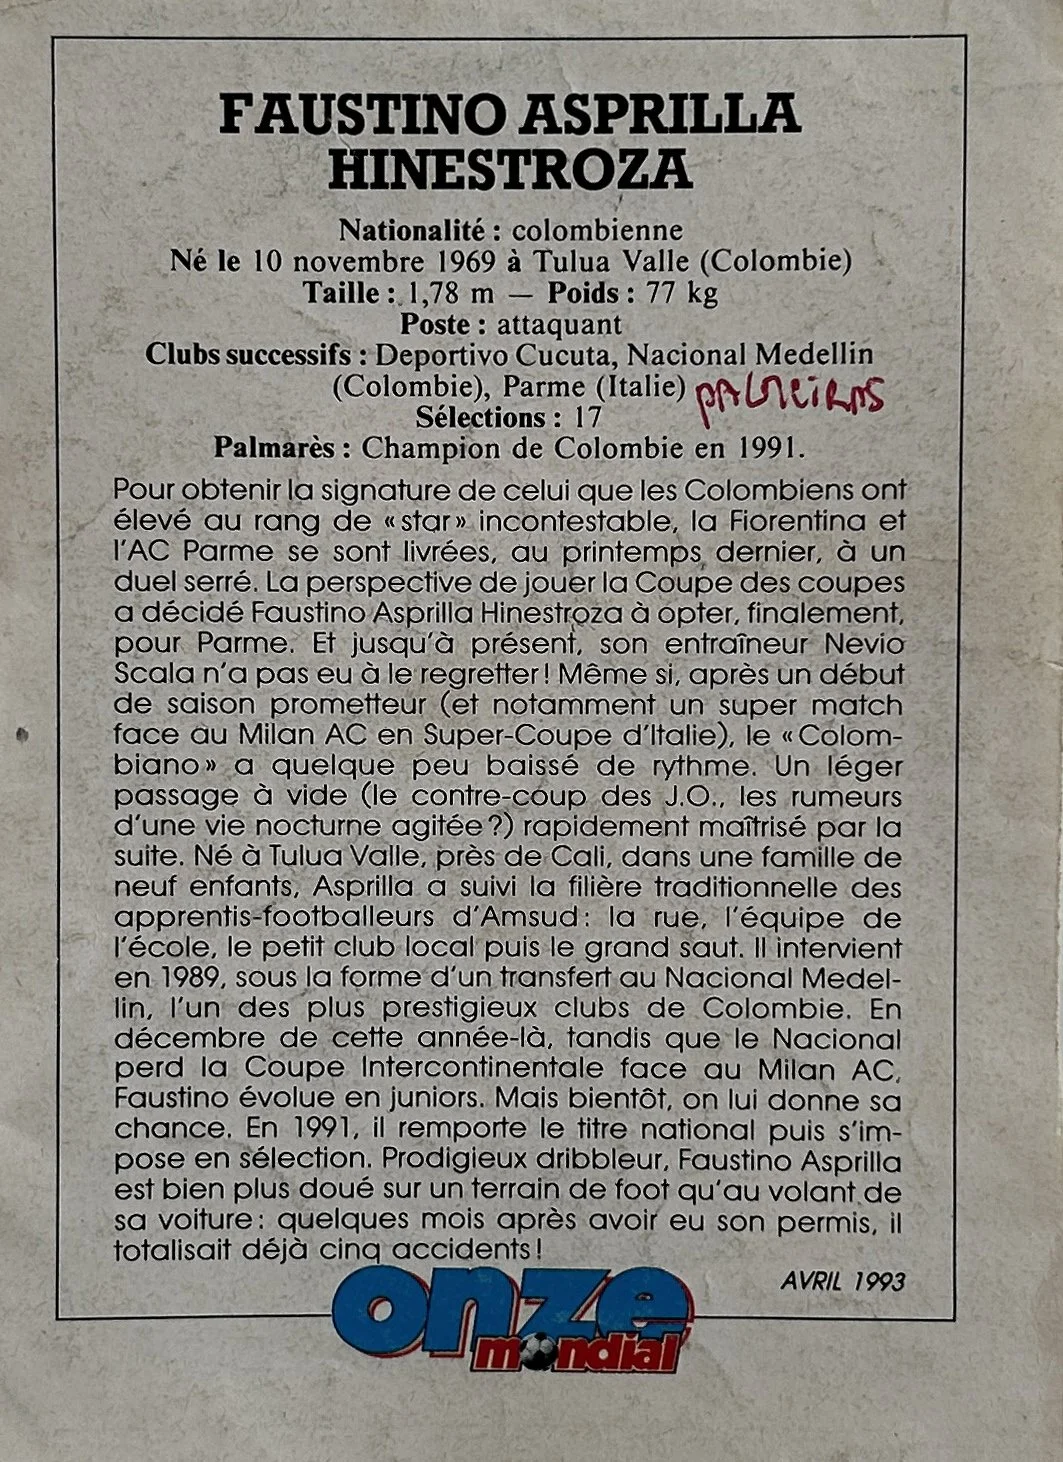 FAUSTINO ASPRILLA
HINESTROZA
Nationalité : colombienne
Né le 10 novembre 1969 à Tulua Valle (Colombie)
Taille : 1,78 m — Poids : 77 kg
Poste : attaquant
Clubs successifs : Deportivo Cucuta, Nacional Medellin
(Colombie), Parme (Italie) PALMEIRAS
Sélections : 17
Palmarès : Champion de Colombie en 1991.
Pour obtenir la signature de celui que les Colombiens ont
élevé au rang de « star » incontestable, la Fiorentina et
l'AC Parme se sont livrées, au printemps dernier, à un
duel serré. La perspective de jouer la Coupe des coupes
a décidé Faustino Asprilla Hinestroza à opter, finalement,
pour Parme. Et jusqu'à présent, son entraîneur Nevio
Scala n'a pas eu à le regretter ! Même si, après un début
de saison prometteur (et notamment un super match
face au Milan AC en Super-Coupe d'Italie), le « Colom-
biano » a quelque peu baissé de rythme. Un léger
passage à vide (le contre-coup des J.O., les rumeurs
d'une vie nocturne agitée ?) rapidement maîtrisé par la
suite. Né à Tulua Valle, près de Cali, dans une famille de
neuf enfants, Asprilla a suivi la filière traditionnelle des
apprentis-footballeurs d'Amsud : la rue, l'équipe de
l'école, le petit club local puis le grand saut. Il intervient
en 1989, sous la forme d'un transfert au Nacional Medel-
lin, l'un des plus prestigieux clubs de Colombie. En
décembre de cette année-là, tandis que le Nacional
perd la Coupe Intercontinentale face au Milan AC,
Faustino évolue en juniors. Mais bientôt, on lui donne sa
chance. En 1991, il remporte le titre national puis s'im-
pose en sélection. Prodigieux dribbleur, Faustino Asprilla
est bien plus doué sur un terrain de foot qu'au volant de
sa voiture : quelques mois après avoir eu son permis, il
totalisait déjà cinq accidents !
AVRIL 1993
onze
mondial